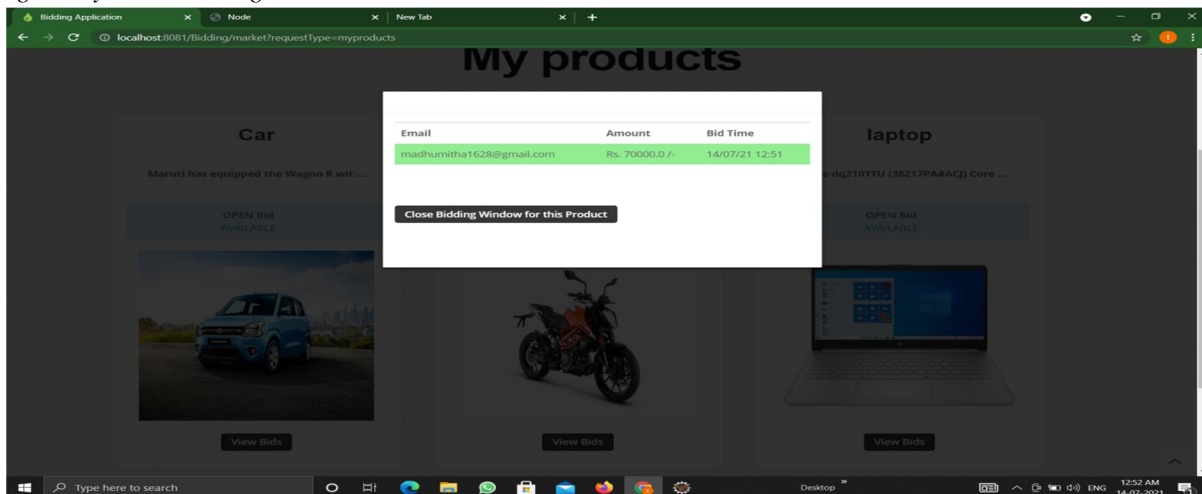 Bidding Application
Node
New Tab
localhost:8081/Bidding/market?requestType=myproducts
My products
Car
laptop
Email Amount Bid Time
madhumitha1628@gmail.com Rs. 70000.0 /- 14/07/21 12:51
Maruti has equipped the Wagon R wit ...
s-dq2101TU (38Z17PA#ACJ) Core ...
OPEN Bid
AVAILABLE
Close Bidding Window for this Product
OPEN Bid
AVAILABLE
View Bids
View Bids
View Bids
Type here to search
Desktop
ENG
12:52 AM
14-07-2021